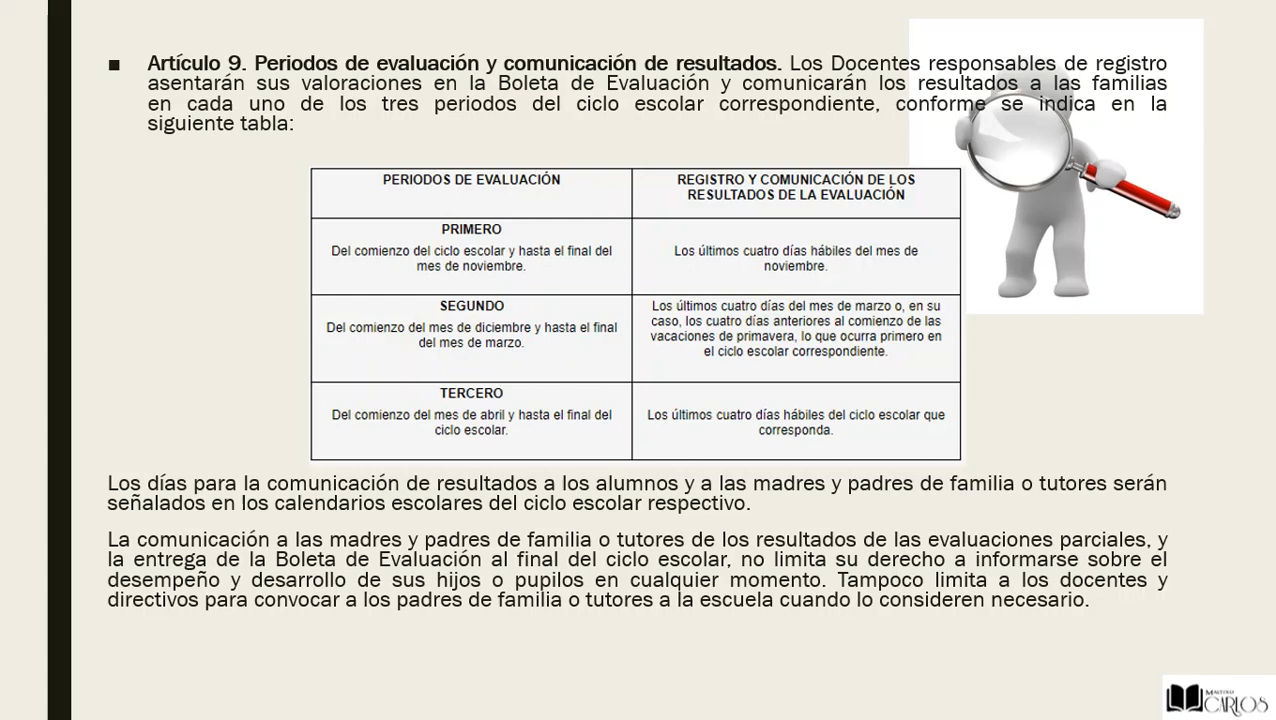 ■ Artículo 9. Periodos de evaluación y comunicación de resultados. Los Docentes responsables de registro
asentarán sus valoraciones en la Boleta de Evaluación y comunicarán los resultados a las familias
en cada uno de los tres periodos del ciclo escolar correspondiente, conforme se indica en la
siguiente tabla:
PERIODOS DE EVALUACIÓN
REGISTRO Y COMUNICACIÓN DE LOS
RESULTADOS DE LA EVALUACIÓN
PRIMERO
Del comienzo del ciclo escolar y hasta el final del
mes de noviembre.
Los últimos cuatro días hábiles del mes de
noviembre.
SEGUNDO
Del comienzo del mes de diciembre y hasta el final
del mes de marzo.
Los últimos cuatro días del mes de marzo o, en su
caso, los cuatro días anteriores al comienzo de las
vacaciones de primavera, lo que ocurra primero en
el ciclo escolar correspondiente.
TERCERO
Del comienzo del mes de abril y hasta el final del
ciclo escolar.
Los últimos cuatro días hábiles del ciclo escolar que
corresponda.
Los días para la comunicación de resultados a los alumnos y a las madres y padres de familia o tutores serán
señalados en los calendarios escolares del ciclo escolar respectivo.
La comunicación a las madres y padres de familia o tutores de los resultados de las evaluaciones parciales, y
la entrega de la Boleta de Evaluación al final del ciclo escolar, no limita su derecho a informarse sobre el
desempeño y desarrollo de sus hijos o pupilos en cualquier momento. Tampoco limita a los docentes y
directivos para convocar a los padres de familia o tutores a la escuela cuando lo consideren necesario.
CARLOS